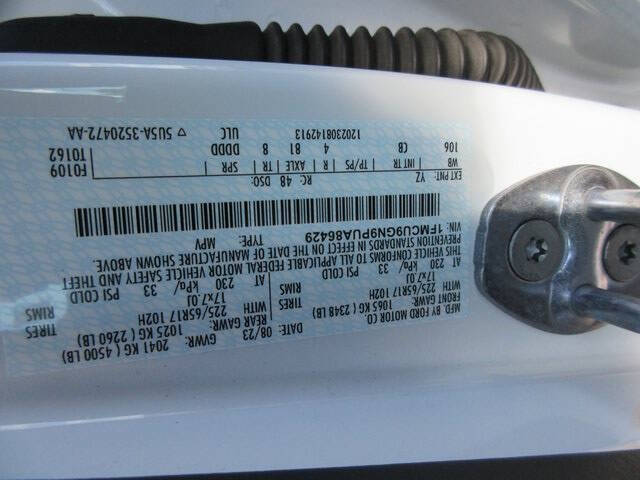 MFD. BY FORD MOTOR CO.
DATE: 08/23 GVWR: 2041 KG ( 4500 LB)
FRONT GAWR: 1065 KG ( 2348 LB)
REAR GAWR: 1025 KG ( 2260 LB)
225/65R17 102H WITH TIRES
17x7.0J RIMS
AT 230 kPa/ 33 PSI COLD
225/65R17 102H WITH TIRES
17x7.0J RIMS
AT 230 kPa/ 33 PSI COLD
THIS VEHICLE CONFORMS TO ALL APPLICABLE FEDERAL MOTOR VEHICLE SAFETY AND THEFT
PREVENTION STANDARDS IN EFFECT ON THE DATE OF MANUFACTURE SHOWN ABOVE.
VIN: 1FMCU9GN9PUA86429
TYPE: MPV
F0109
T0162
EXT PNT: YZ RC: 48 DSO:
WB INT TR TP/PS R AXLE TR SPR
106 CB 4 81 8 DDDD
1202308142913 ULC
▽ 5U5A-3520472-AA